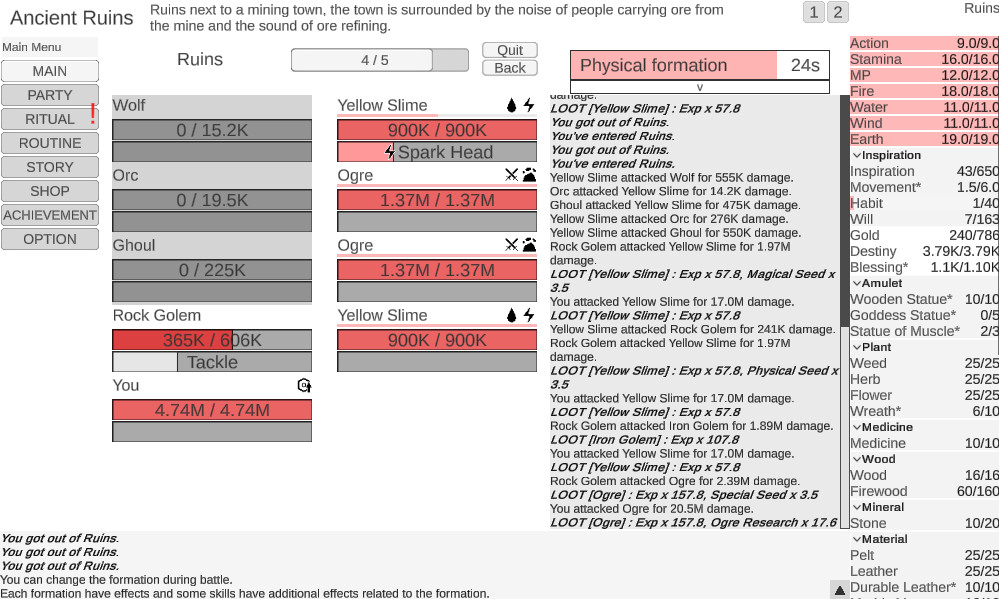 Ancient Ruins
Ruins next to a mining town, the town is surrounded by the noise of people carrying ore from
the mine and the sound of ore refining.
1 2
Ruins
Main Menu
MAIN
PARTY
RITUAL
!
ROUTINE
STORY
SHOP
ACHIEVEMENT
OPTION
Ruins
4 / 5
Quit
Back
Wolf
0 / 15.2K
Orc
0 / 19.5K
Ghoul
0 / 225K
Rock Golem
365K / 606K
Tackle
You
4.74M / 4.74M
Yellow Slime
900K / 900K
Spark Head
Ogre
1.37M / 1.37M
Ogre
1.37M / 1.37M
Yellow Slime
900K / 900K
Physical formation 24s
v
damage.
LOOT [Yellow Slime] : Exp x 57.8
You got out of Ruins.
You've entered Ruins.
You got out of Ruins.
You've entered Ruins.
Yellow Slime attacked Wolf for 555K damage.
Orc attacked Yellow Slime for 14.2K damage.
Ghoul attacked Yellow Slime for 475K damage.
Yellow Slime attacked Orc for 276K damage.
Yellow Slime attacked Ghoul for 550K damage.
Rock Golem attacked Yellow Slime for 1.97M
damage.
LOOT [Yellow Slime] : Exp x 57.8, Magical Seed x
3.5
You attacked Yellow Slime for 17.0M damage.
LOOT [Yellow Slime] : Exp x 57.8
Yellow Slime attacked Rock Golem for 241K damage.
Rock Golem attacked Yellow Slime for 1.97M
damage.
LOOT [Yellow Slime] : Exp x 57.8, Physical Seed x
3.5
You attacked Yellow Slime for 17.0M damage.
LOOT [Yellow Slime] : Exp x 57.8
Rock Golem attacked Iron Golem for 1.89M damage.
LOOT [Iron Golem] : Exp x 107.8
You attacked Yellow Slime for 17.0M damage.
LOOT [Yellow Slime] : Exp x 57.8
Rock Golem attacked Ogre for 2.39M damage.
LOOT [Ogre] : Exp x 157.8, Special Seed x 3.5
You attacked Ogre for 20.5M damage.
LOOT [Ogre] : Exp x 157.8, Ogre Research x 17.6
Action 9.0/9.0
Stamina 16.0/16.0
MP 12.0/12.0
Fire 18.0/18.0
Water 11.0/11.0
Wind 11.0/11.0
Earth 19.0/19.0
Inspiration
Inspiration 43/650
Movement* 1.5/6.0
Habit 1/40
Will 7/163
Gold 240/786
Destiny 3.79K/3.79K
Blessing* 1.1K/1.10K
Amulet
Wooden Statue* 10/10
Goddess Statue* 0/5
Statue of Muscle* 2/3
Plant
Weed 25/25
Herb 25/25
Flower 25/25
Wreath* 6/10
Medicine
Medicine 10/10
Wood
Wood 16/16
Firewood 60/160
Mineral
Stone 10/20
Material
Pelt 25/25
Leather 25/25
Durable Leather* 10/10
You got out of Ruins.
You got out of Ruins.
You got out of Ruins.
You can change the formation during battle.
Each formation have effects and some skills have additional effects related to the formation.